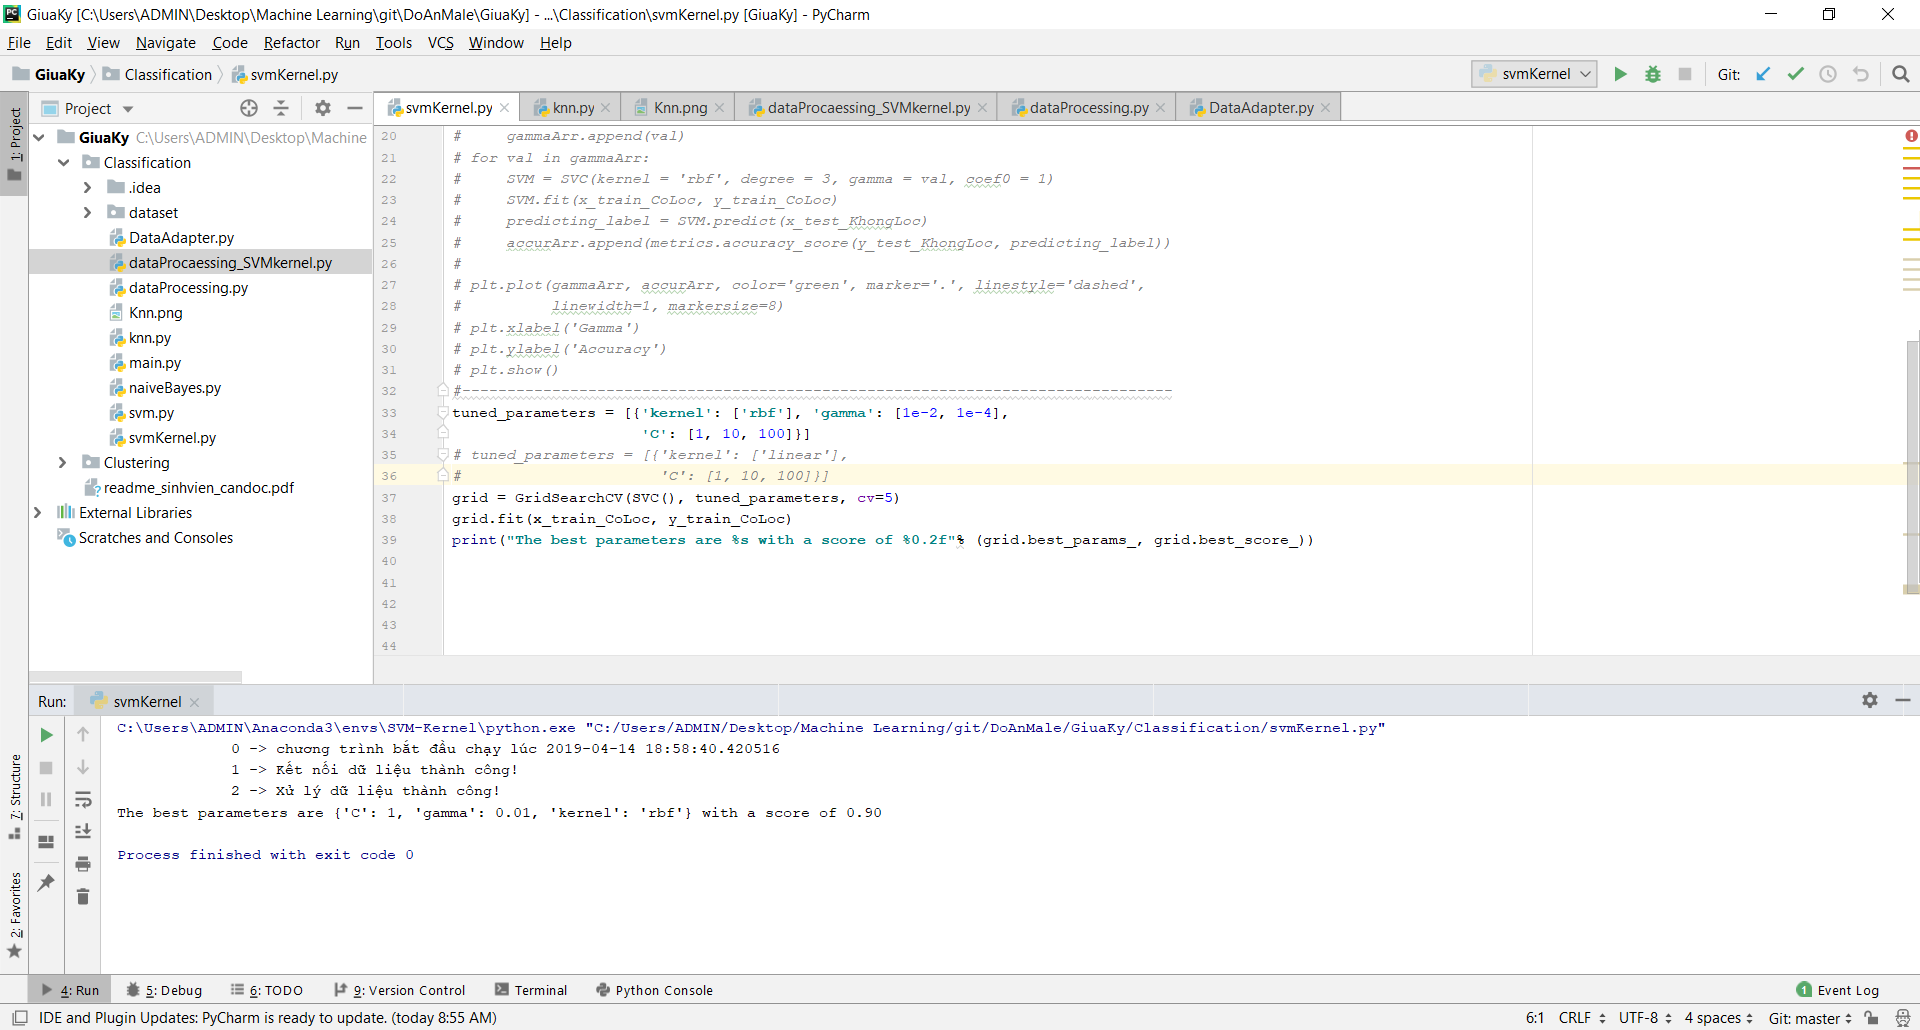 GiuaKy [C:\Users\ADMIN\Desktop\Machine Learning\git\DoAnMale\GiuaKy] - ...\Classification\svmKernel.py [GiuaKy] - PyCharm
File Edit View Navigate Code Refactor Run Tools VCS Window Help
GiuaKy Classification svmKernel.py svmKernel Git:
1: Project
Project
svmKernel.py knn.py Knn.png dataProcaessing_SVMkernel.py dataProcessing.py DataAdapter.py
GiuaKy C:\Users\ADMIN\Desktop\Machine
Classification
.idea
dataset
DataAdapter.py
dataProcaessing_SVMkernel.py
dataProcessing.py
Knn.png
knn.py
main.py
naiveBayes.py
svm.py
svmKernel.py
Clustering
readme_sinhvien_candoc.pdf
External Libraries
Scratches and Consoles
20 #     gammaArr.append(val)
21 # for val in gammaArr:
22 #     SVM = SVC(kernel = 'rbf', degree = 3, gamma = val, coef0 = 1)
23 #     SVM.fit(x_train_CoLoc, y_train_CoLoc)
24 #     predicting_label = SVM.predict(x_test_KhongLoc)
25 #     accurArr.append(metrics.accuracy_score(y_test_KhongLoc, predicting_label))
26 #
27 # plt.plot(gammaArr, accurArr, color='green', marker='.', linestyle='dashed',
28 #          linewidth=1, markersize=8)
29 # plt.xlabel('Gamma')
30 # plt.ylabel('Accuracy')
31 # plt.show()
32 #-------------------------------------------------------------------------------
33 tuned_parameters = [{'kernel': ['rbf'], 'gamma': [1e-2, 1e-4],
34                      'C': [1, 10, 100]}]
35 # tuned_parameters = [{'kernel': ['linear'],
36 #                      'C': [1, 10, 100]}]
37 grid = GridSearchCV(SVC(), tuned_parameters, cv=5)
38 grid.fit(x_train_CoLoc, y_train_CoLoc)
39 print("The best parameters are %s with a score of %0.2f"% (grid.best_params_, grid.best_score_))
40
41
42
43
44
Run: svmKernel
C:\Users\ADMIN\Anaconda3\envs\SVM-Kernel\python.exe "C:/Users/ADMIN/Desktop/Machine Learning/git/DoAnMale/GiuaKy/Classification/svmKernel.py"
0 -> chương trình bắt đầu chạy lúc 2019-04-14 18:58:40.420516
1 -> Kết nối dữ liệu thành công!
2 -> Xử lý dữ liệu thành công!
The best parameters are {'C': 1, 'gamma': 0.01, 'kernel': 'rbf'} with a score of 0.90
Process finished with exit code 0
7: Structure
2: Favorites
4: Run 5: Debug 6: TODO 9: Version Control Terminal Python Console 1 Event Log
IDE and Plugin Updates: PyCharm is ready to update. (today 8:55 AM) 6:1 CRLF UTF-8 4 spaces Git: master